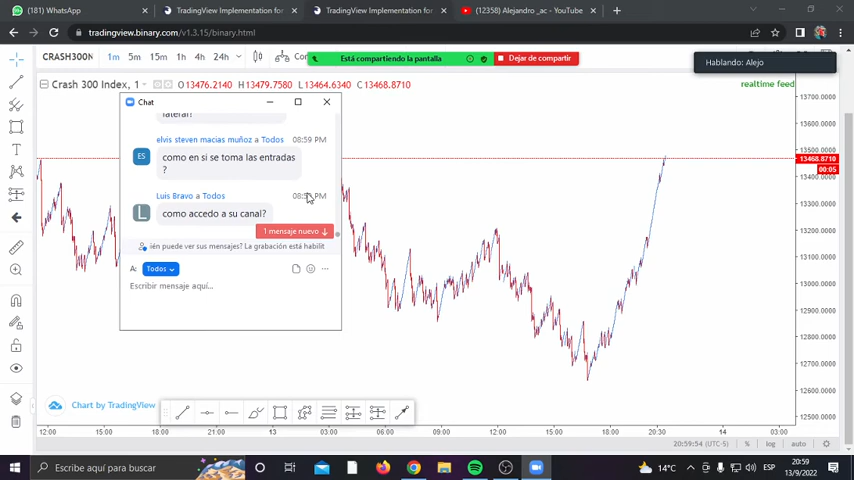 (181) WhatsApp
TradingView Implementation for
TradingView Implementation for
(12358) Alejandro _ac - YouTube
tradingview.binary.com/v1.3.15/binary.html
CRASH300N
1m
5m
15m
1h
4h
24h
Está compartiendo la pantalla
Dejar de compartir
Hablando: Alejo
Crash 300 Index, 1
O13476.2140
H13479.7580
L13464.6340
C13468.8710
realtime feed
Chat
lateral?
elvis steven macias muñoz a Todos
08:59 PM
ES
como en si se toma las entradas
?
Luis Bravo a Todos
PM
L
como accedo a su canal?
1 mensaje nuevo
ién puede ver sus mensajes? La grabación está habilit
A:
Todos
Escribir mensaje aquí...
13700.0000
13500.0000
13468.8710
00:05
13400.0000
13300.0000
13200.0000
13100.0000
13000.0000
12900.0000
12800.0000
12700.0000
12600.0000
12500.0000
Chart by TradingView
12:00
15:00
18:00
21:00
13
03:00
06:00
09:00
12:00
15:00
18:00
20:30
14
03:00
20:59:54 (UTC-5)
%
log
auto
Escribe aquí para buscar
14°C
ESP
20:59
13/9/2022